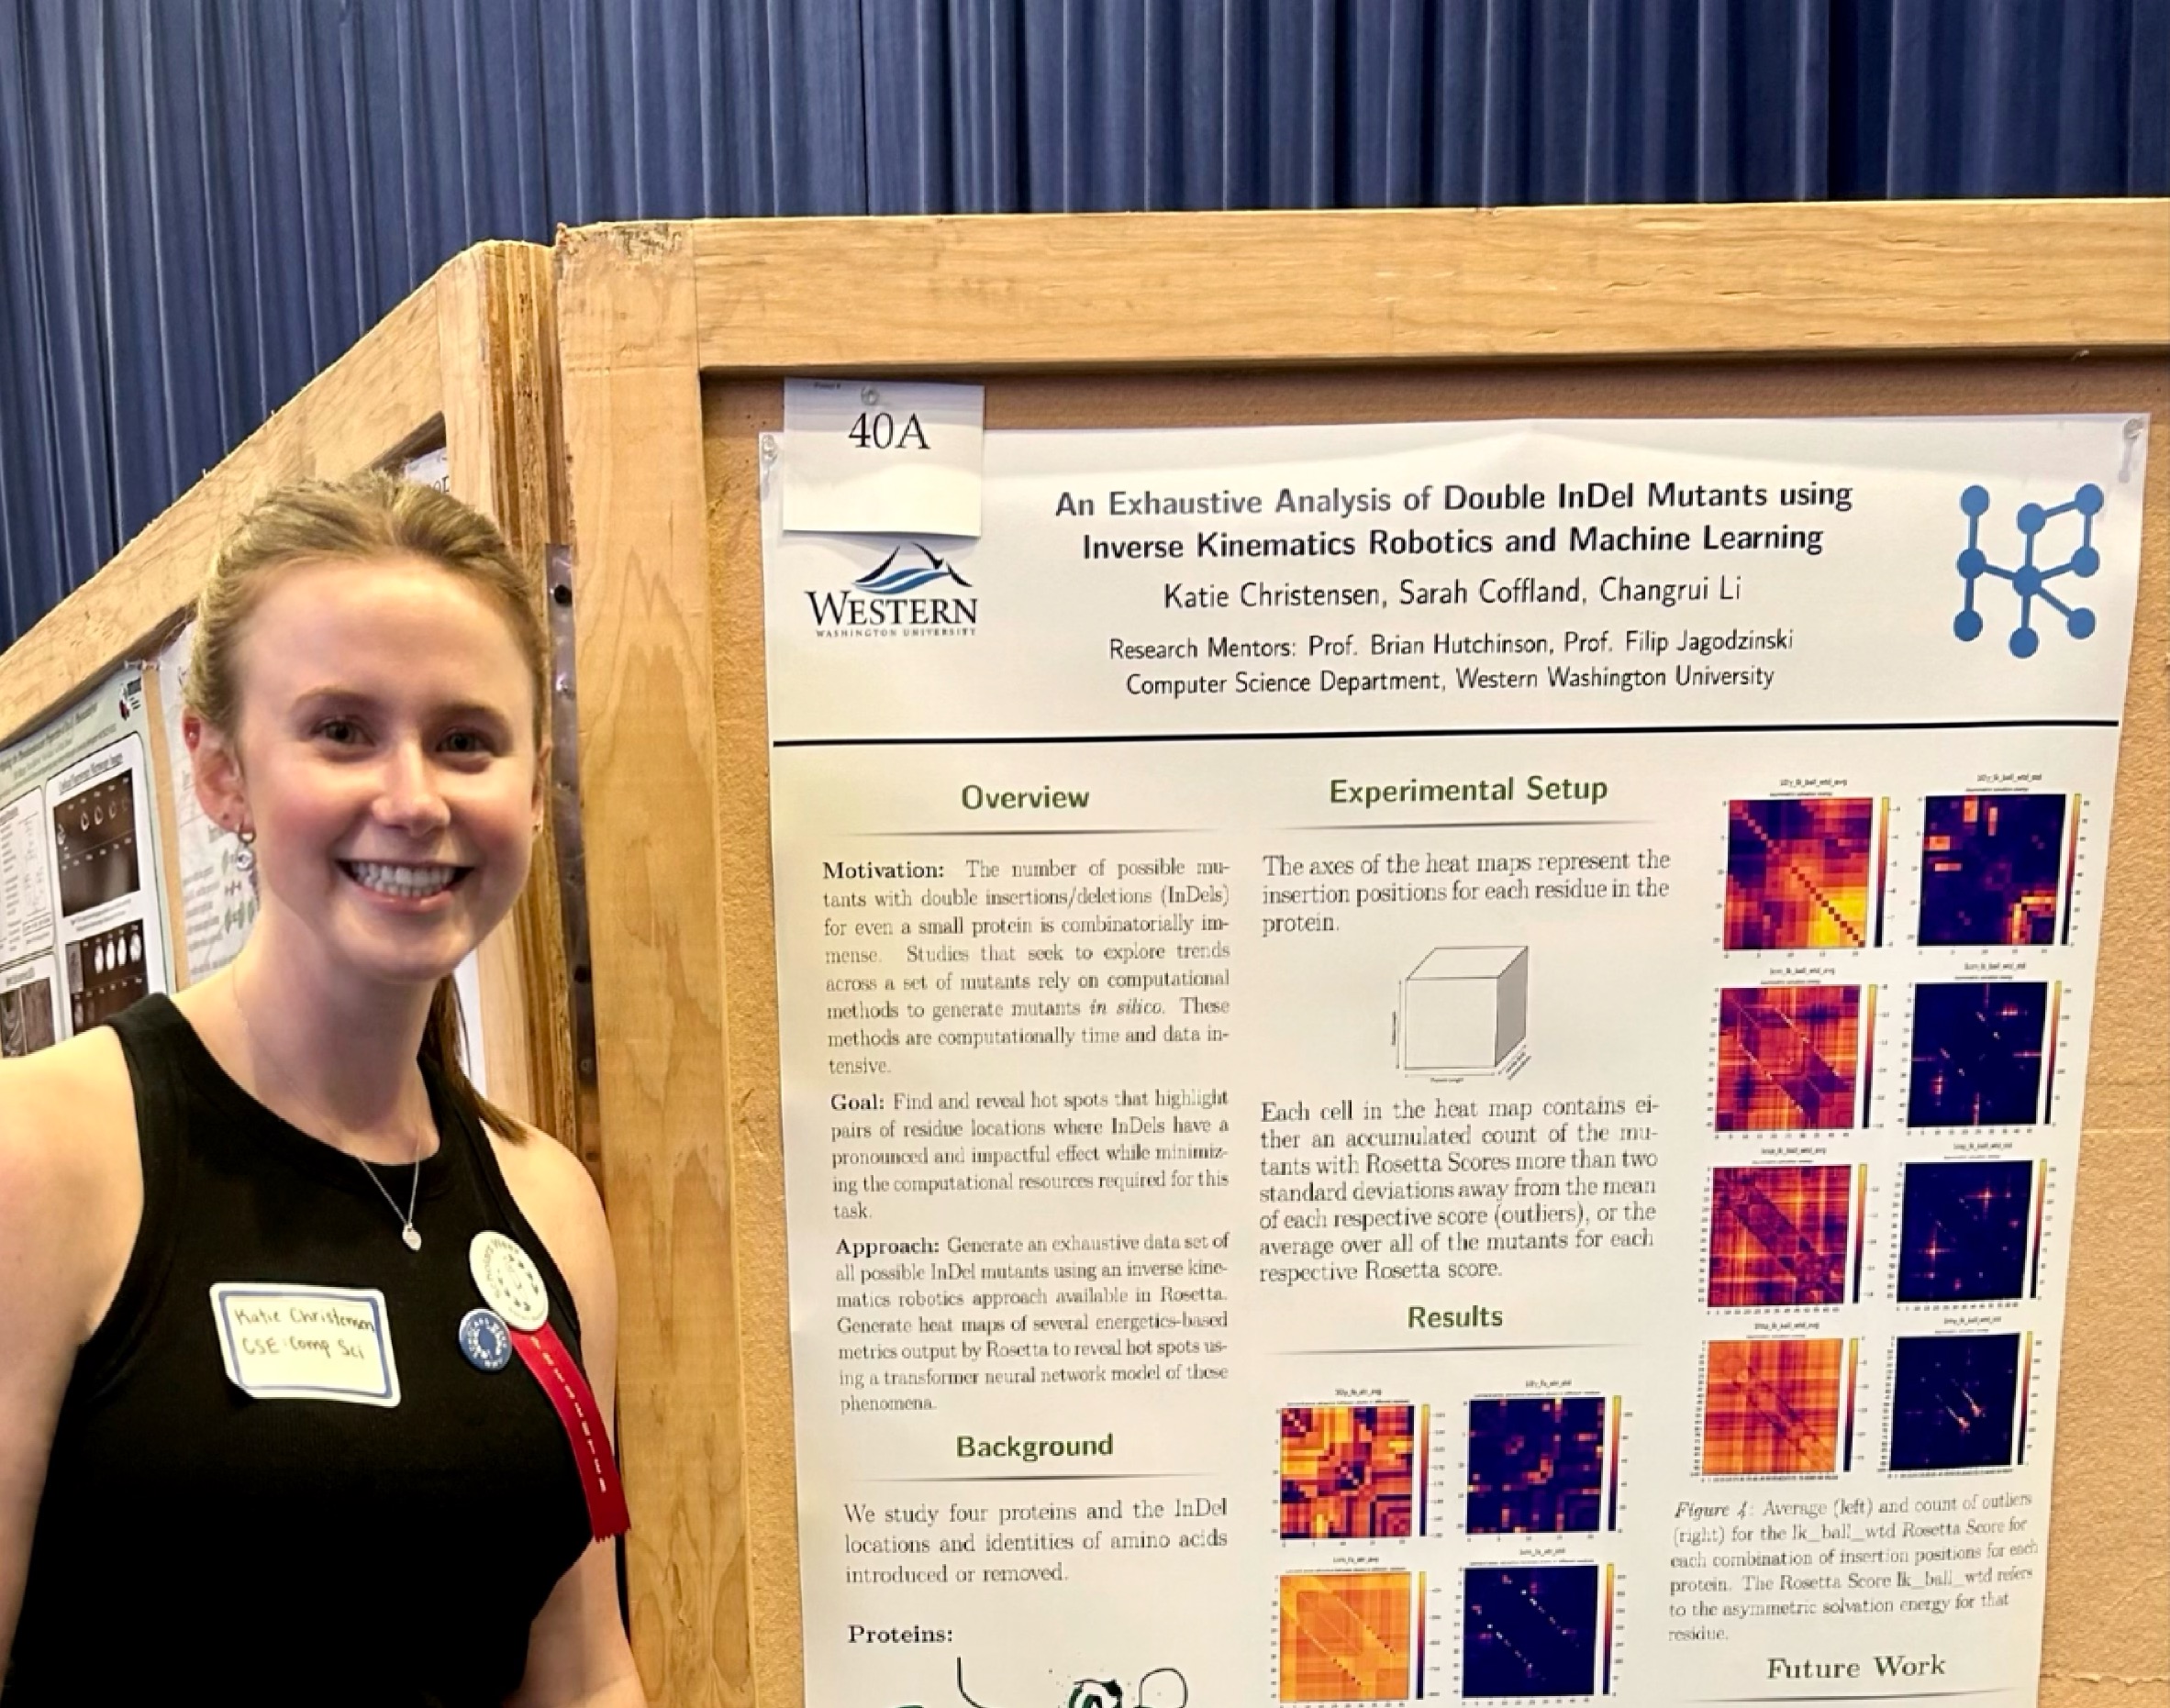 40A
WESTERN
WASHINGTON UNIVERSITY
An Exhaustive Analysis of Double InDel Mutants using
Inverse Kinematics Robotics and Machine Learning
Katie Christensen, Sarah Coffland, Changrui Li
Research Mentors: Prof. Brian Hutchinson, Prof. Filip Jagodzinski
Computer Science Department, Western Washington University
Overview
Motivation: The number of possible mu-
tants with double insertions/deletions (InDels)
for even a small protein is combinatorially im-
mense. Studies that seek to explore trends
across a set of mutants rely on computational
methods to generate mutants in silico. These
methods are computationally time and data in-
tensive.
Goal: Find and reveal hot spots that highlight
pairs of residue locations where InDels have a
pronounced and impactful effect while minimiz-
ing the computational resources required for this
task.
Approach: Generate an exhaustive data set of
all possible InDel mutants using an inverse kine-
matics robotics approach available in Rosetta.
Generate heat maps of several energetics-based
metrics output by Rosetta to reveal hot spots us-
ing a transformer neural network model of these
phenomena.
Background
We study four proteins and the InDel
locations and identities of amino acids
introduced or removed.
Proteins:
Experimental Setup
The axes of the heat maps represent the
insertion positions for each residue in the
protein.
Each cell in the heat map contains ei-
ther an accumulated count of the mu-
tants with Rosetta Scores more than two
standard deviations away from the mean
of each respective score (outliers), or the
average over all of the mutants for each
respective Rosetta score.
Results
Figure 4: Average (left) and count of outliers
(right) for the lk_ball_wtd Rosetta Score for
each combination of insertion positions for each
protein. The Rosetta Score lk_ball_wtd refers
to the asymmetric solvation energy for that
residue.
Future Work
Katie Christensen
CSE: Comp Sci